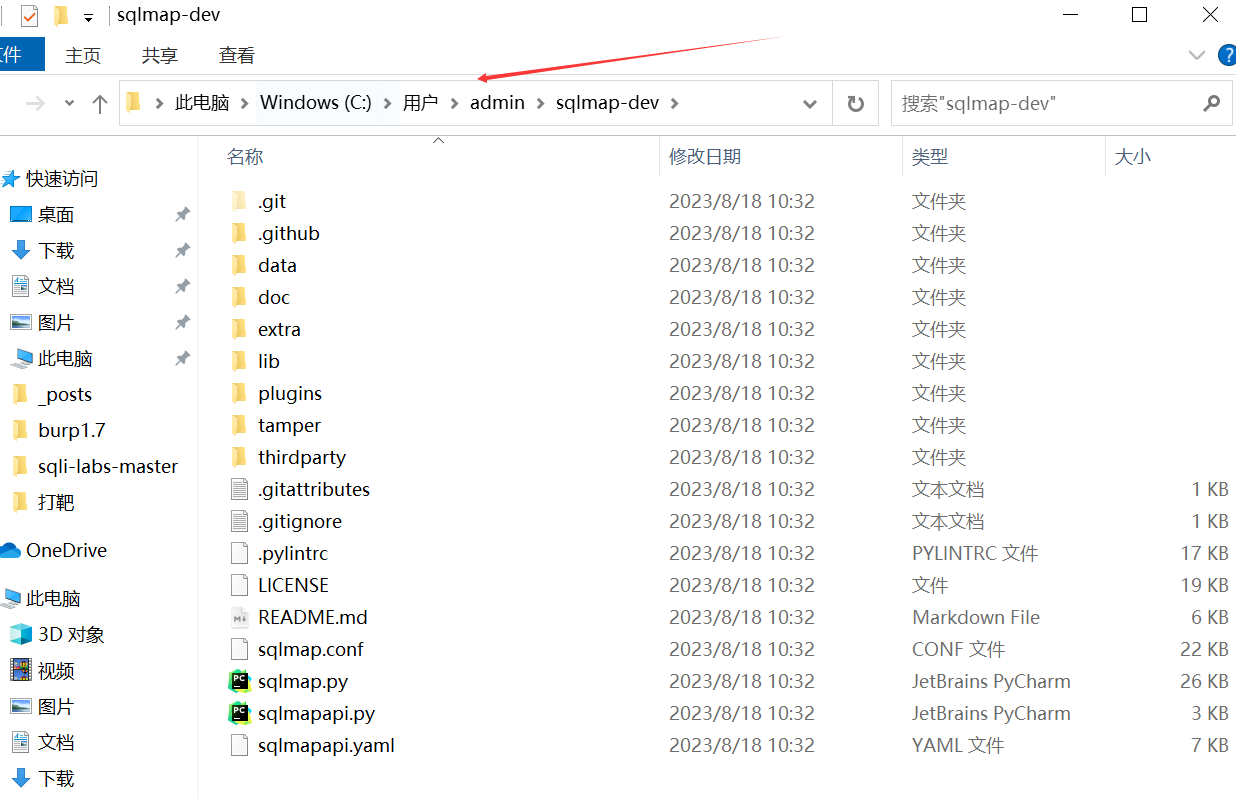 sqlmap-dev
文件 主页 共享 查看
此电脑 Windows (C:) 用户 admin sqlmap-dev 搜索"sqlmap-dev"
名称 修改日期 类型 大小
快速访问
桌面
下载
文档
图片
此电脑
_posts
burp1.7
sqli-labs-master
打靶
OneDrive
此电脑
3D 对象
视频
图片
文档
下载
.git 2023/8/18 10:32 文件夹
.github 2023/8/18 10:32 文件夹
data 2023/8/18 10:32 文件夹
doc 2023/8/18 10:32 文件夹
extra 2023/8/18 10:32 文件夹
lib 2023/8/18 10:32 文件夹
plugins 2023/8/18 10:32 文件夹
tamper 2023/8/18 10:32 文件夹
thirdparty 2023/8/18 10:32 文件夹
.gitattributes 2023/8/18 10:32 文本文档 1 KB
.gitignore 2023/8/18 10:32 文本文档 1 KB
.pylintrc 2023/8/18 10:32 PYLINTRC 文件 17 KB
LICENSE 2023/8/18 10:32 文件 19 KB
README.md 2023/8/18 10:32 Markdown File 6 KB
sqlmap.conf 2023/8/18 10:32 CONF 文件 22 KB
sqlmap.py 2023/8/18 10:32 JetBrains PyCharm 26 KB
sqlmapapi.py 2023/8/18 10:32 JetBrains PyCharm 3 KB
sqlmapapi.yaml 2023/8/18 10:32 YAML 文件 7 KB